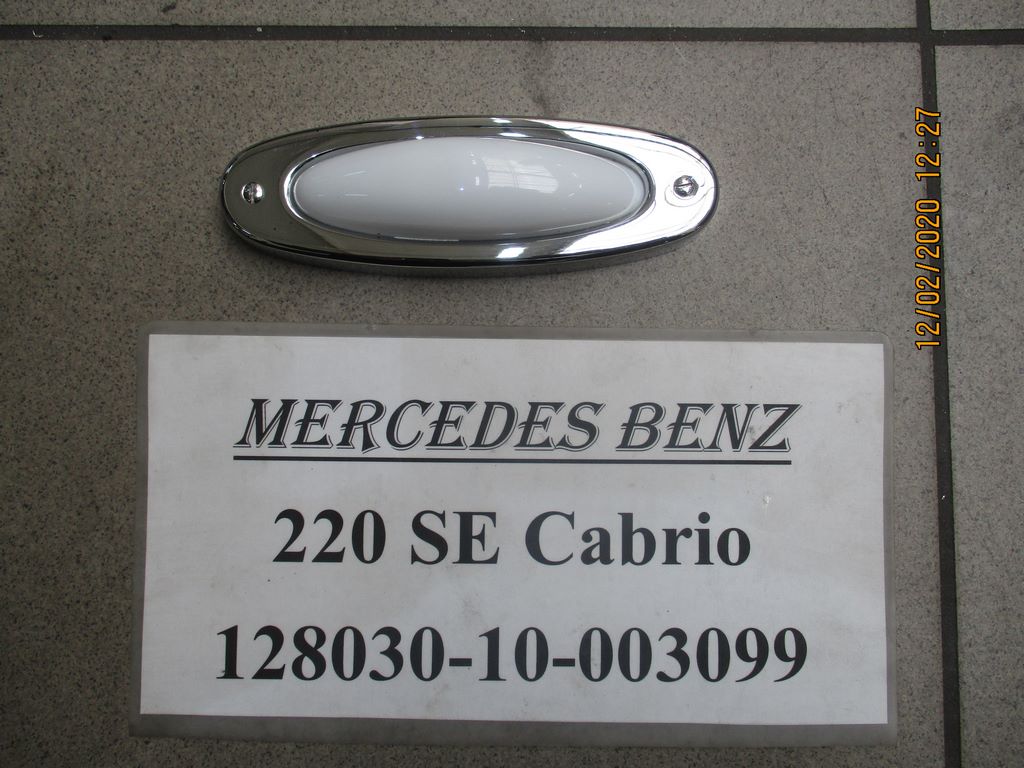 MERCEDES BENZ
220 SE Cabrio
128030-10-003099
12/02/2020 12:27